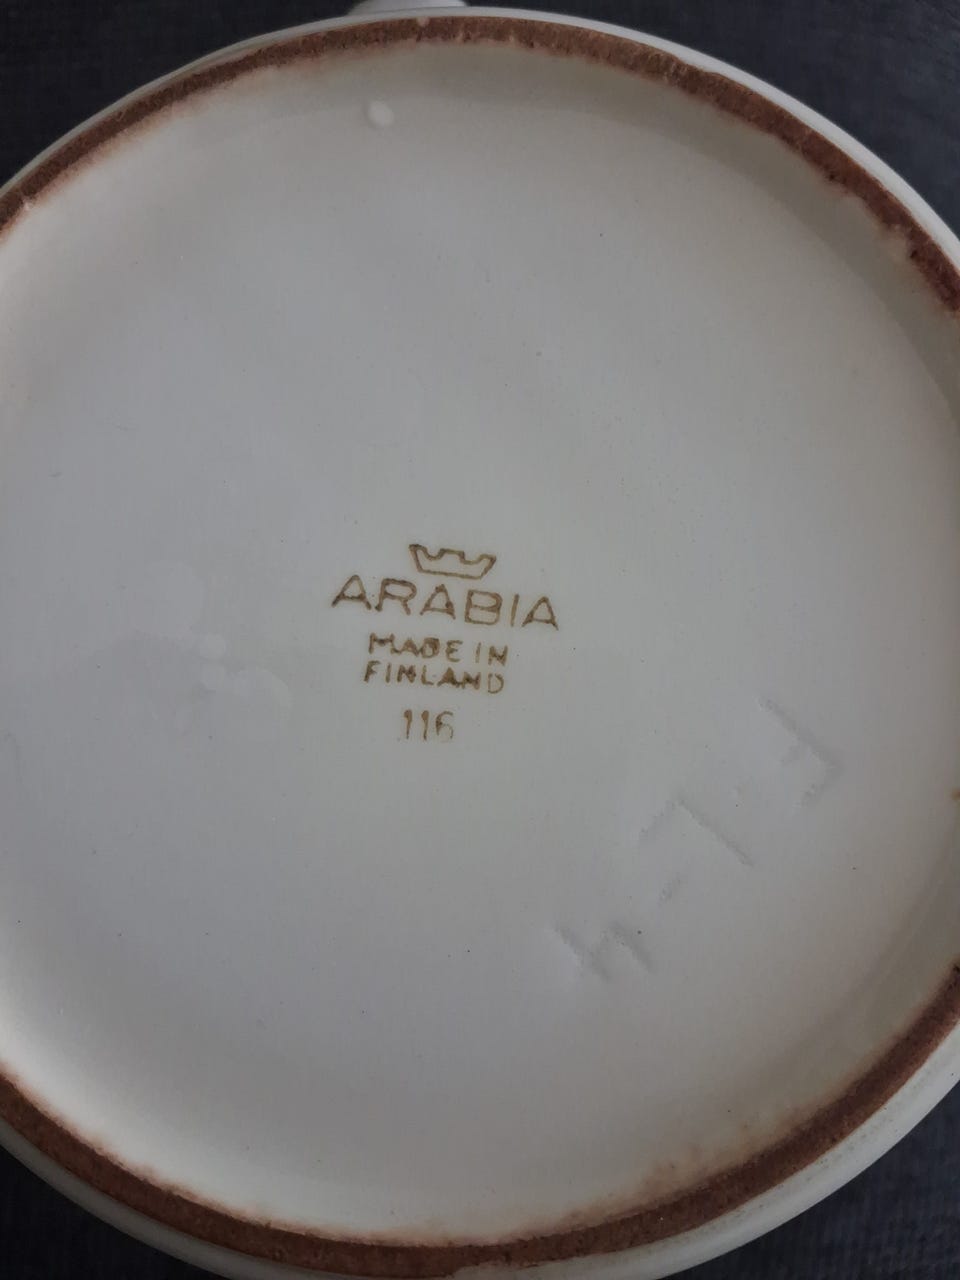 ARABIA
MADE IN
FINLAND
116